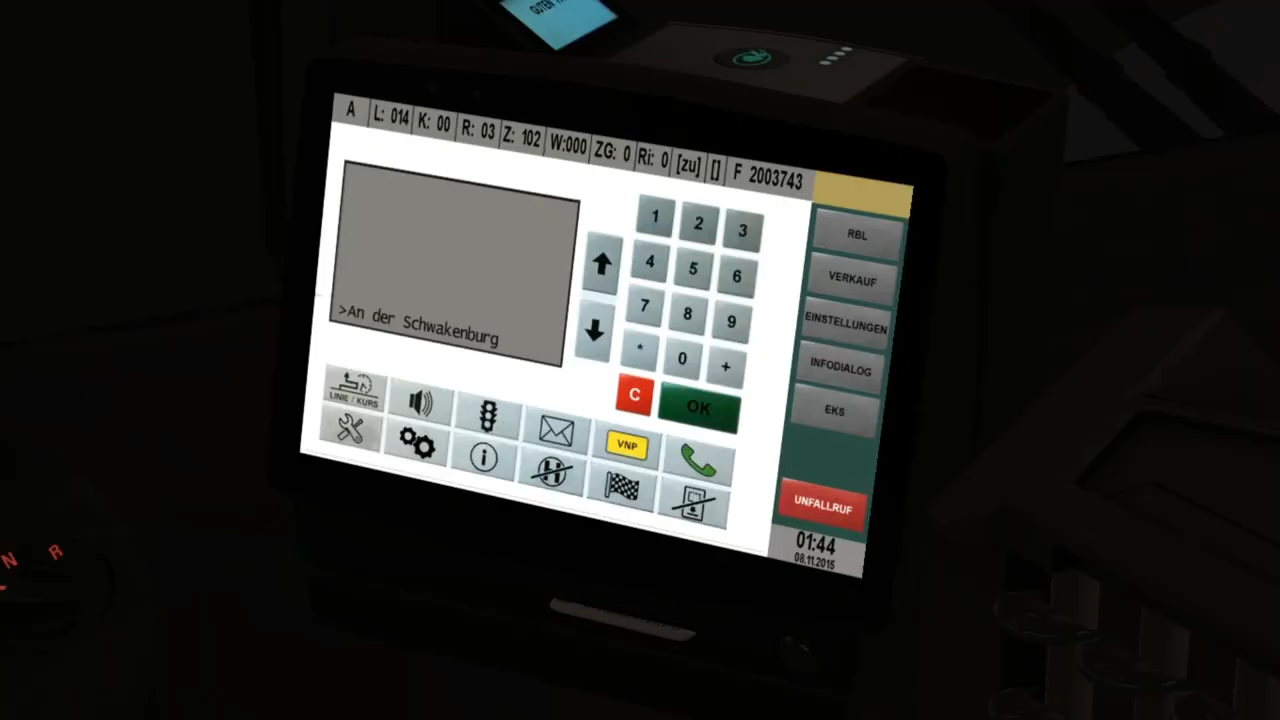 GUTEN
A L: 014 K: 00 R: 03 Z: 102 W:000 ZG: 0 Ri: 0 [zu] [] F 2003743
>An der Schwakenburg
1 2 3
4 5 6
7 8 9
* 0 +
C OK
LINIE / KURS
VNP
RBL
VERKAUF
EINSTELLUNGEN
INFODIALOG
EKS
UNFALLRUF
01:44
08.11.2015
N R